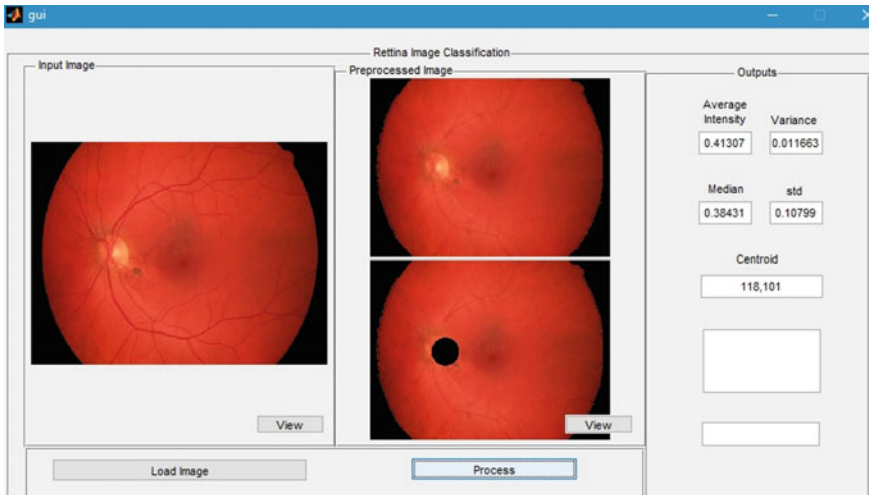 gui
Rettina Image Classification
Input Image
Preprocessed Image
Outputs
Average Intensity
Variance
0.41307
0.011663
Median
std
0.38431
0.10799
Centroid
118,101
View
View
Load Image
Process